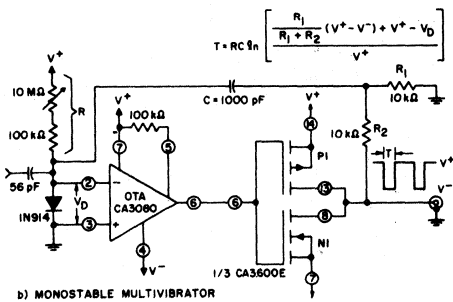 T = RC ℓn [ R1 / (R1 + R2) (V+ - V-) + V+ - VD / V+ ]
V+
10 MΩ
R
100 kΩ
56 pF
1N914
VD
C = 1000 pF
V+
100 kΩ
7
5
2
-
OTA
CA3080
3
+
6
6
4
V-
V+
14
P1
13
8
N1
7
1/3 CA3600E
R1
10 kΩ
10 kΩ
R2
T
V+
V-
9
b) MONOSTABLE MULTIVIBRATOR